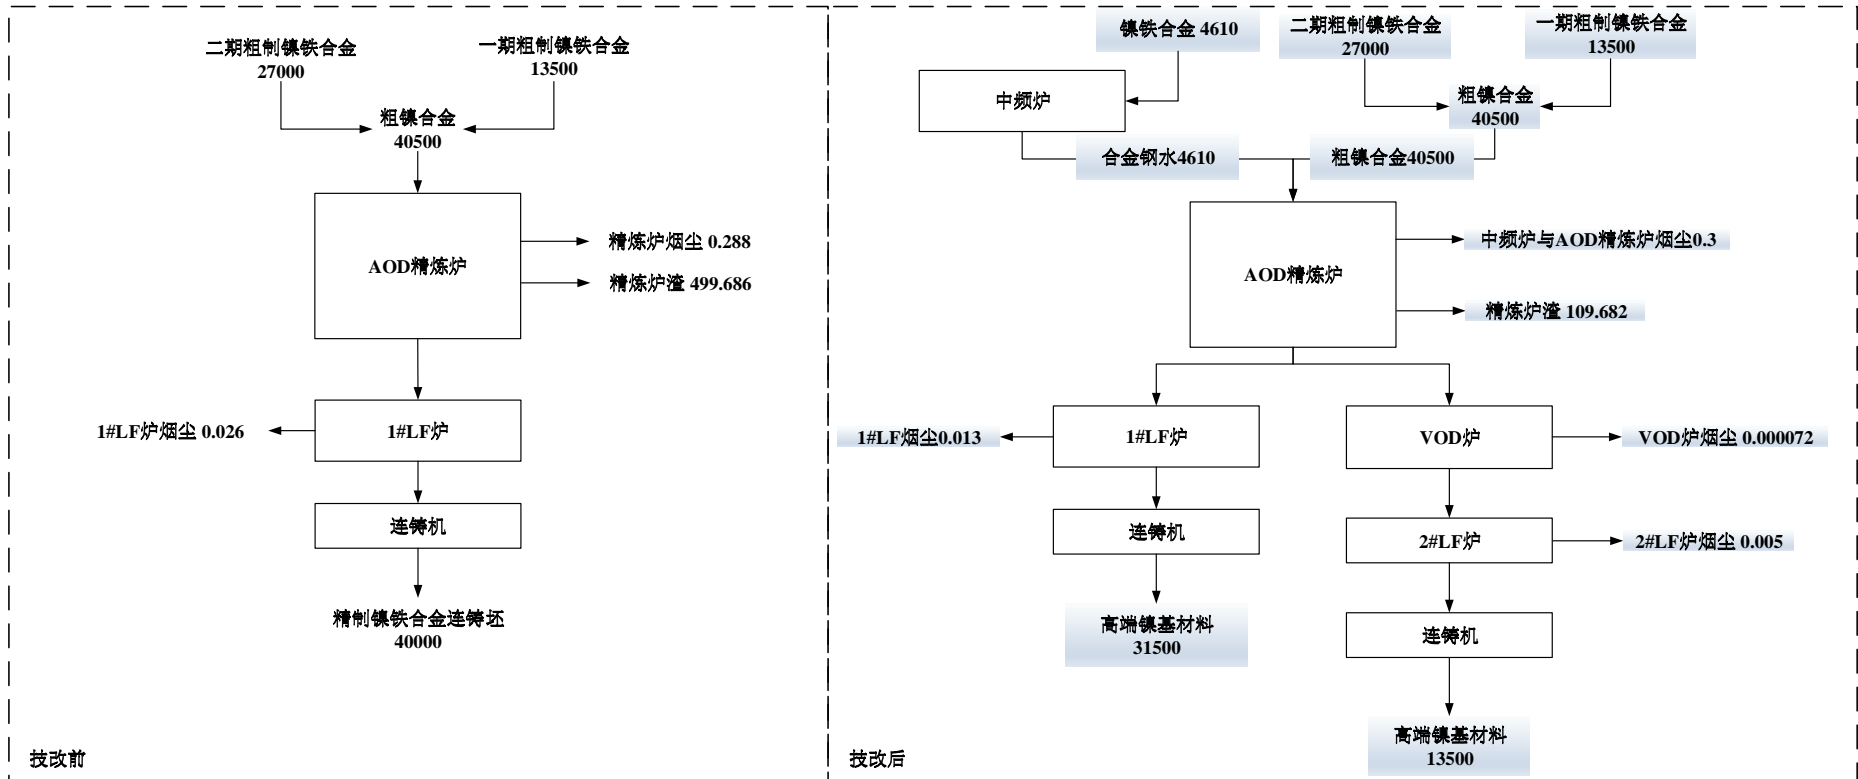 二期粗制镍铁合金
27000
一期粗制镍铁合金
13500
粗镍合金
40500
AOD精炼炉
精炼炉烟尘 0.288
精炼炉渣 499.686
1#LF炉烟尘 0.026
1#LF炉
连铸机
精制镍铁合金连铸坯
40000
技改前
镍铁合金 4610
二期粗制镍铁合金
27000
一期粗制镍铁合金
13500
中频炉
粗镍合金
40500
合金钢水4610
粗镍合金40500
AOD精炼炉
中频炉与AOD精炼炉烟尘0.3
精炼炉渣 109.682
1#LF烟尘0.013
1#LF炉
VOD炉
VOD炉烟尘 0.000072
连铸机
2#LF炉
2#LF炉烟尘 0.005
高端镍基材料
31500
连铸机
高端镍基材料
13500
技改后